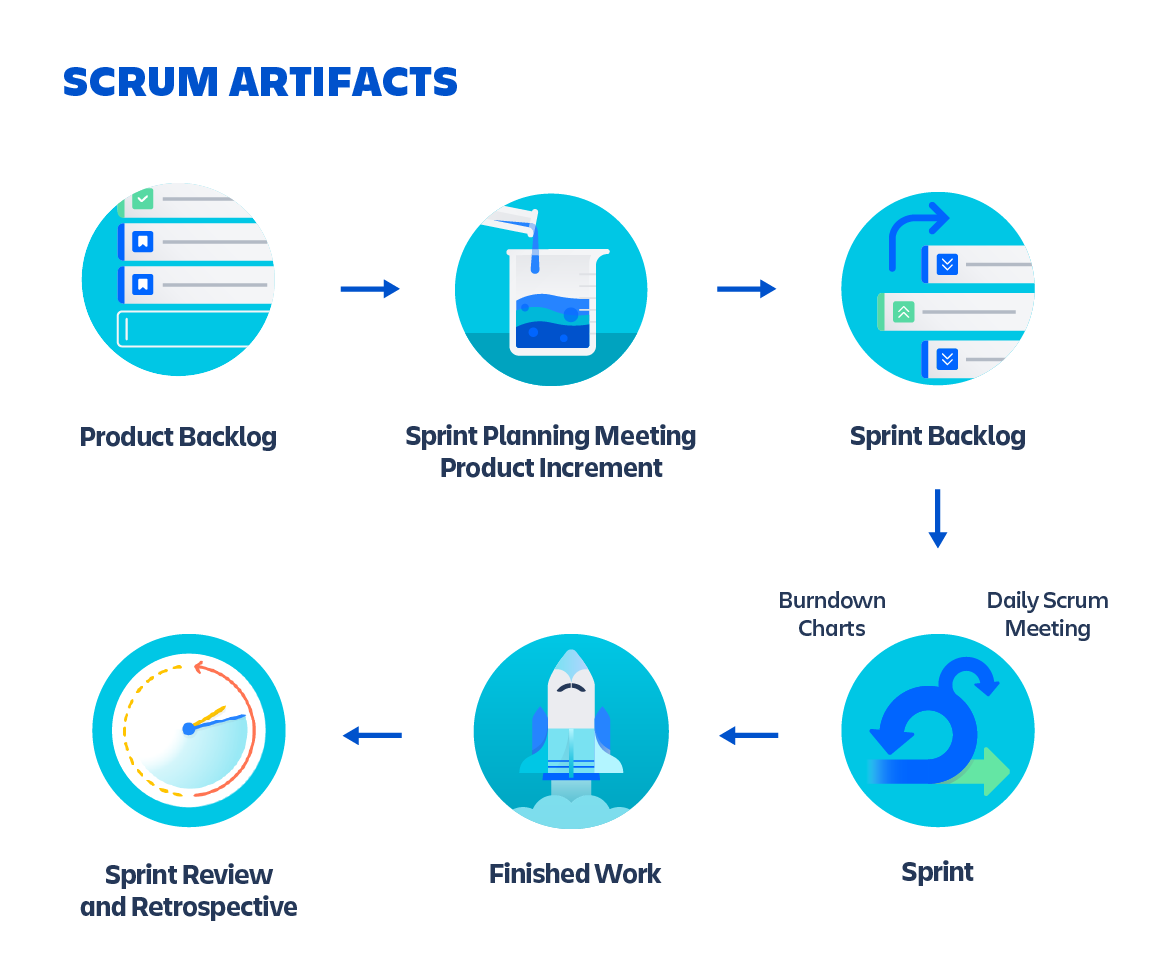 SCRUM ARTIFACTS
Product Backlog
Sprint Planning Meeting
Product Increment
Sprint Backlog
Burndown
Charts
Daily Scrum
Meeting
Sprint
Finished Work
Sprint Review
and Retrospective